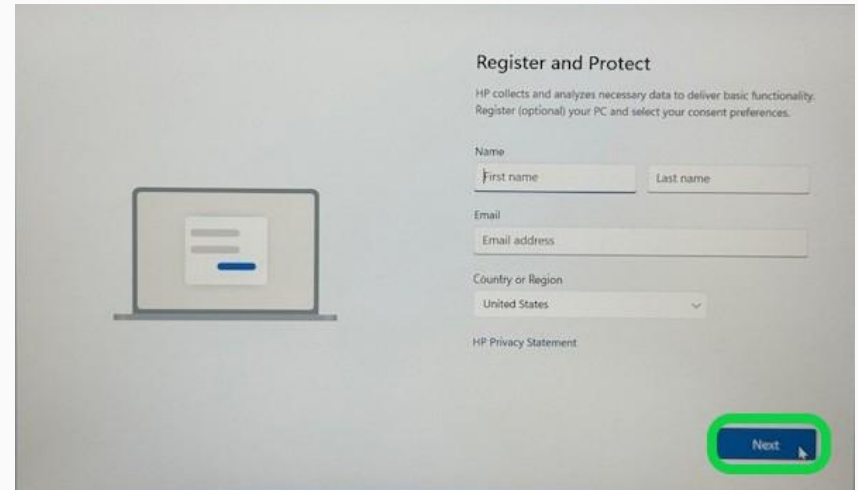 Register and Protect
HP collects and analyzes necessary data to deliver basic functionality.
Register (optional) your PC and select your consent preferences.
Name
First name
Last name
Email
Email address
Country or Region
United States
HP Privacy Statement
Next